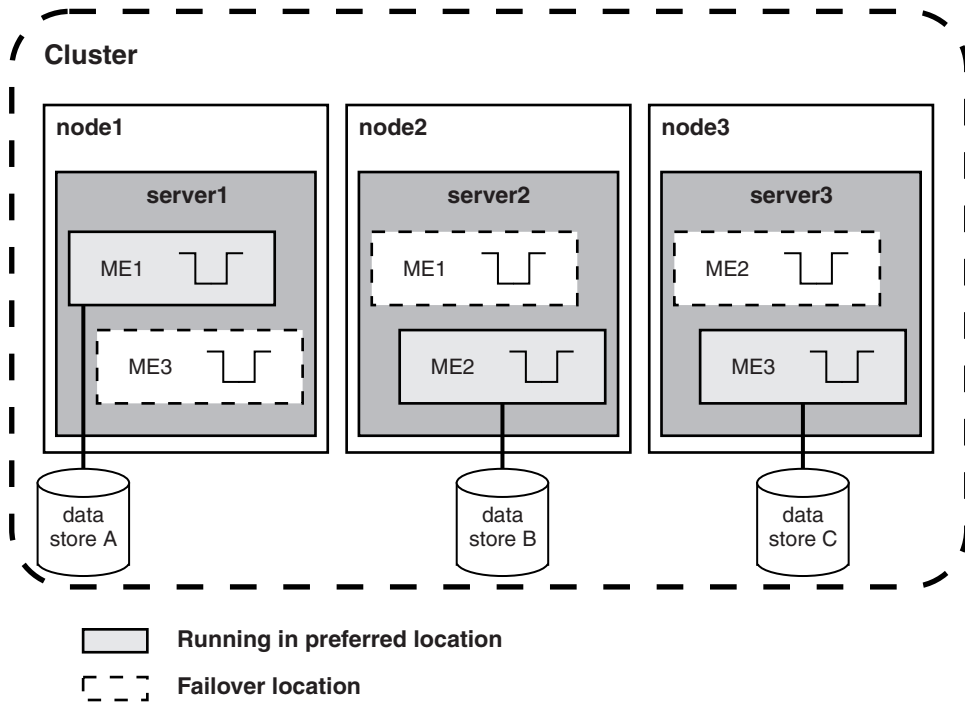 Cluster
node1
server1
ME1
ME3
data
store A
node2
server2
ME1
ME2
data
store B
node3
server3
ME2
ME3
data
store C
Running in preferred location
Failover location